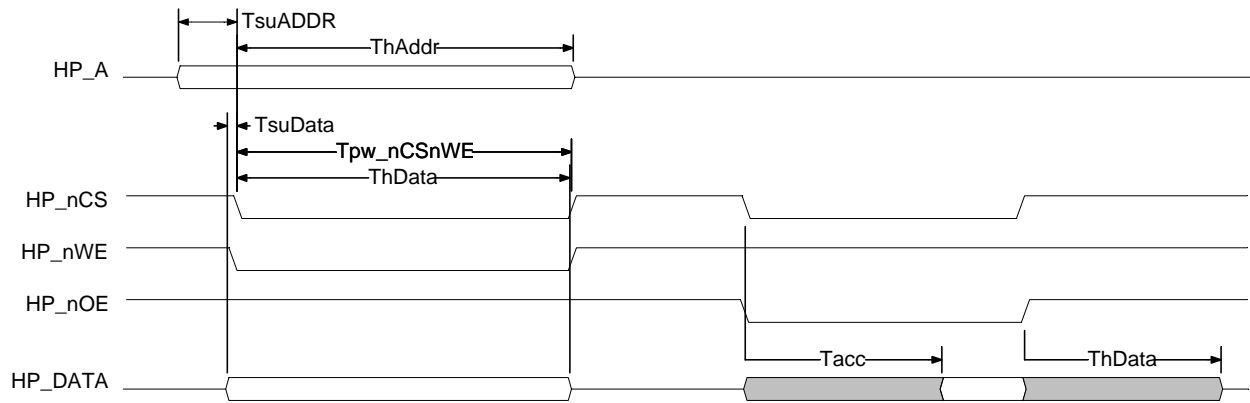 TsuADDR
ThAddr
HP_A
TsuData
Tpw_nCSnWE
ThData
HP_nCS
HP_nWE
HP_nOE
Tacc
ThData
HP_DATA